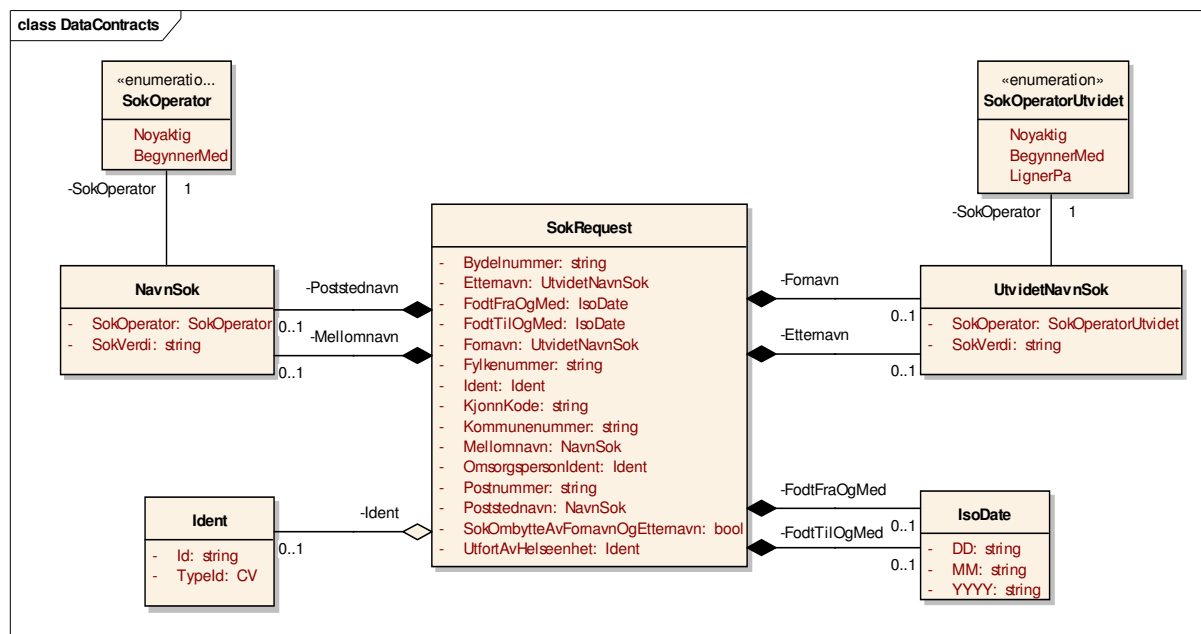 class DataContracts
«enumeratio...
SokOperator
Noyaktig
BegynnerMed
-SokOperator 1
NavnSok
- SokOperator: SokOperator
- SokVerdi: string
-Poststednavn
0..1
-Mellomnavn
0..1
Ident
- Id: string
- TypeId: CV
-Ident
0..1
SokRequest
- Bydelnummer: string
- Etternavn: UtvidetNavnSok
- FodtFraOgMed: IsoDate
- FodtTilOgMed: IsoDate
- Fornavn: UtvidetNavnSok
- Fylkenummer: string
- Ident: Ident
- KjonnKode: string
- Kommunenummer: string
- Mellomnavn: NavnSok
- OmsorgspersonIdent: Ident
- Postnummer: string
- Poststednavn: NavnSok
- SokOmbytteAvFornavnOgEtternavn: bool
- UtfortAvHelseenhet: Ident
«enumeration»
SokOperatorUtvidet
Noyaktig
BegynnerMed
LignerPa
-SokOperator 1
-Fornavn
0..1
-Etternavn
0..1
UtvidetNavnSok
- SokOperator: SokOperatorUtvidet
- SokVerdi: string
-FodtFraOgMed
0..1
-FodtTilOgMed
0..1
IsoDate
- DD: string
- MM: string
- YYYY: string